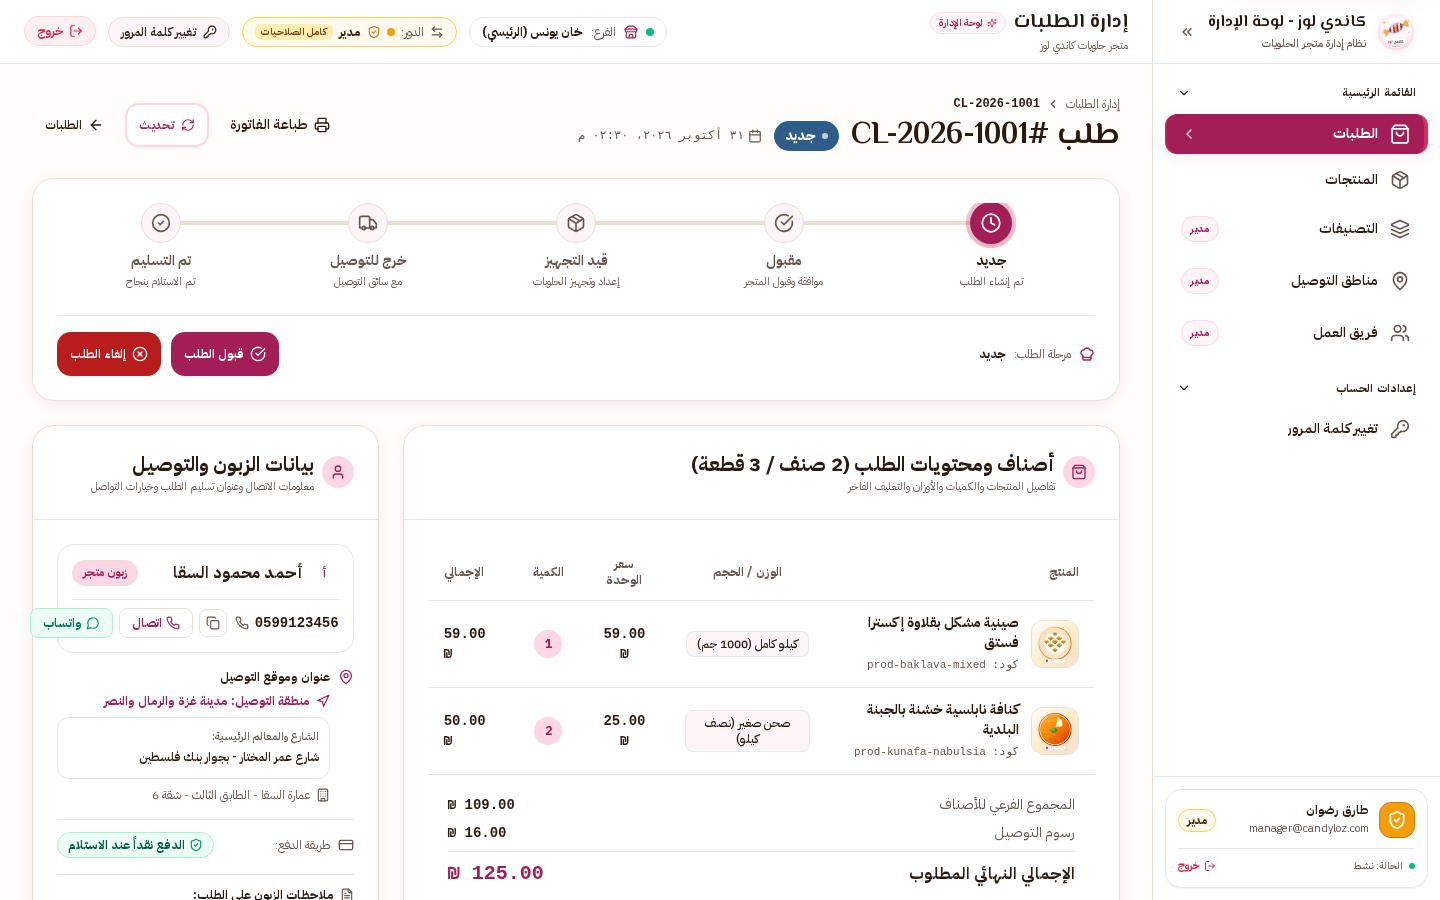 كاندي لوز - لوحة الإدارة
نظام إدارة متجر الحلويات
إدارة الطلبات
لوحة الإدارة
متجر حلويات كاندي لوز
الفرع: خان يونس (الرئيسي)
الدور: مدير كامل الصلاحيات
تغيير كلمة المرور
خروج
القائمة الرئيسية
الطلبات
المنتجات
التصنيفات
مدير
مناطق التوصيل
مدير
فريق العمل
مدير
إعدادات الحساب
تغيير كلمة المرور
طارق رضوان
manager@candyloz.com
مدير
الحالة: نشط
خروج
إدارة الطلبات
CL-2026-1001
طلب #CL-2026-1001
جديد
٣١ أكتوبر ٢٠٢٦، ٠٢:٣٠ م
طباعة الفاتورة
تحديث
الطلبات
جديد
تم إنشاء الطلب
مقبول
موافقة وقبول المتجر
قيد التجهيز
إعداد وتجهيز الحلويات
خرج للتوصيل
مع سائق التوصيل
تم التسليم
تم الاستلام بنجاح
مرحلة الطلب: جديد
قبول الطلب
إلغاء الطلب
أصناف ومحتويات الطلب (2 صنف / 3 قطعة)
تفاصيل المنتجات والكميات والأوزان والتغليف الفاخر
المنتج
الوزن / الحجم
سعر
الوحدة
الكمية
الإجمالي
صينية مشكل بقلاوة إكسترا
فستق
كود: prod-baklava-mixed
كيلو كامل (1000 جم)
59.00
₪
1
59.00
₪
كنافة نابلسية خشنة بالجبنة
البلدية
كود: prod-kunafa-nabulsia
صحن صغير (نصف
كيلو)
25.00
₪
2
50.00
₪
المجموع الفرعي للأصناف
109.00 ₪
رسوم التوصيل
16.00 ₪
الإجمالي النهائي المطلوب
125.00 ₪
بيانات الزبون والتوصيل
معلومات الاتصال وعنوان تسليم الطلب وخيارات التواصل
أ
أحمد محمود السقا
زبون متجر
0599123456
اتصال
واتساب
عنوان وموقع التوصيل
منطقة التوصيل: مدينة غزة والرمال والنصر
الشارع والمعالم الرئيسية:
شارع عمر المختار - بجوار بنك فلسطين
عمارة السقا - الطابق الثالث - شقة 6
طريقة الدفع:
الدفع نقداً عند الاستلام
ملاحظات الزبون على الطلب: